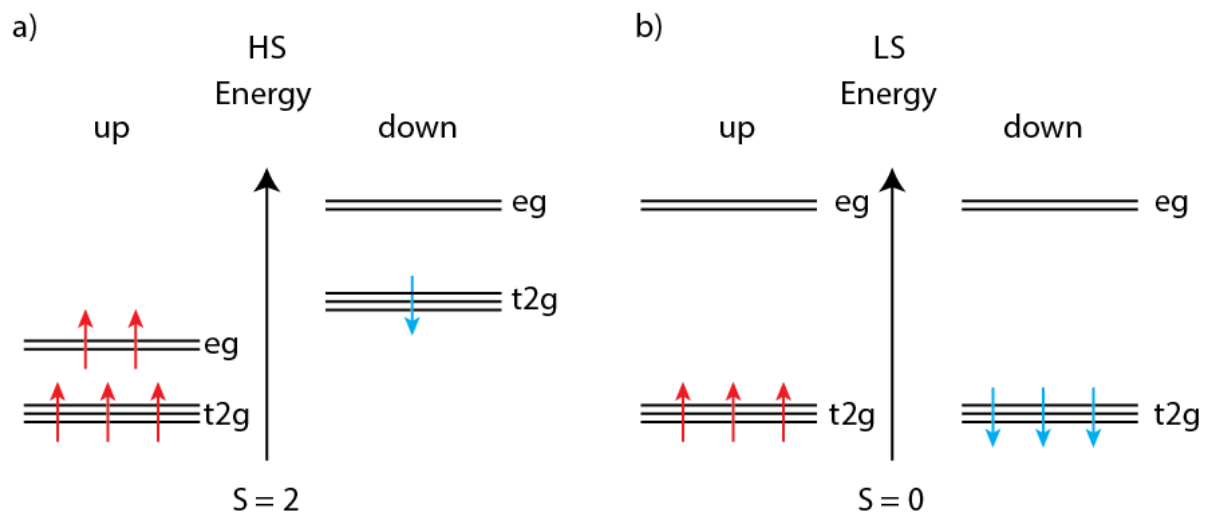 a)
HS
Energy
up
down
eg
t2g
eg
t2g
S = 2
b)
LS
Energy
up
down
eg
eg
t2g
t2g
S = 0